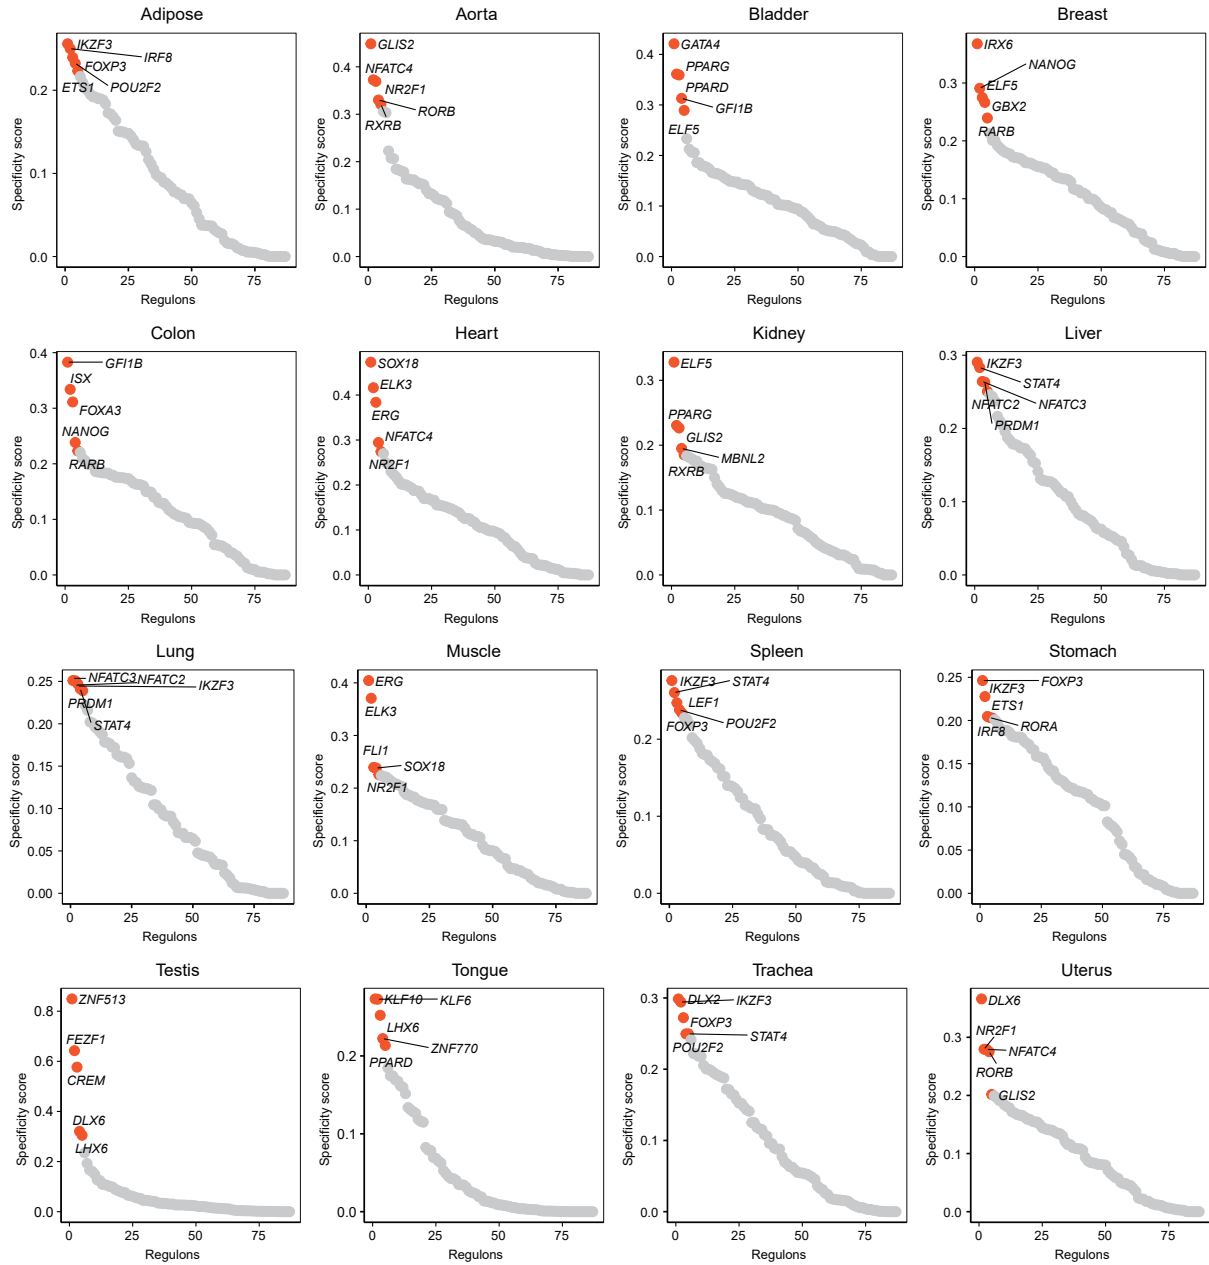 Adipose
Specificity score
0.2
0.1
0.0
IKZF3
IRF8
FOXP3
POU2F2
ETS1
0
25
50
75
Regulons
Aorta
Specificity score
0.4
0.3
0.2
0.1
0.0
GLIS2
NFATC4
NR2F1
RORB
RXRB
0
25
50
75
Regulons
Bladder
Specificity score
0.4
0.3
0.2
0.1
0.0
GATA4
PPARG
PPARD
GFI1B
ELF5
0
25
50
75
Regulons
Breast
Specificity score
0.3
0.2
0.1
0.0
IRX6
NANOG
ELF5
GBX2
RARB
0
25
50
75
Regulons
Colon
Specificity score
0.4
0.3
0.2
0.1
0.0
GFI1B
ISX
FOXA3
NANOG
RARB
0
25
50
75
Regulons
Heart
Specificity score
0.4
0.3
0.2
0.1
0.0
SOX18
ELK3
ERG
NFATC4
NR2F1
0
25
50
75
Regulons
Kidney
Specificity score
0.3
0.2
0.1
0.0
ELF5
PPARG
GLIS2
MBNL2
RXRB
0
25
50
75
Regulons
Liver
Specificity score
0.3
0.2
0.1
0.0
IKZF3
STAT4
NFATC2
NFATC3
PRDM1
0
25
50
75
Regulons
Lung
Specificity score
0.25
0.20
0.15
0.10
0.05
0.00
NFATC3
NFATC2
IKZF3
PRDM1
STAT4
0
25
50
75
Regulons
Muscle
Specificity score
0.4
0.3
0.2
0.1
0.0
ERG
ELK3
FLI1
SOX18
NR2F1
0
25
50
75
Regulons
Spleen
Specificity score
0.2
0.1
0.0
IKZF3
STAT4
LEF1
POU2F2
FOXP3
0
25
50
75
Regulons
Stomach
Specificity score
0.25
0.20
0.15
0.10
0.05
0.00
FOXP3
IKZF3
ETS1
RORA
IRF8
0
25
50
75
Regulons
Testis
Specificity score
0.8
0.6
0.4
0.2
0.0
ZNF513
FEZF1
CREM
DLX6
LHX6
0
25
50
75
Regulons
Tongue
Specificity score
0.2
0.1
0.0
KLF10
KLF6
LHX6
ZNF770
PPARD
0
25
50
75
Regulons
Trachea
Specificity score
0.3
0.2
0.1
0.0
DLX2
IKZF3
FOXP3
STAT4
POU2F2
0
25
50
75
Regulons
Uterus
Specificity score
0.3
0.2
0.1
0.0
DLX6
NR2F1
NFATC4
RORB
GLIS2
0
25
50
75
Regulons